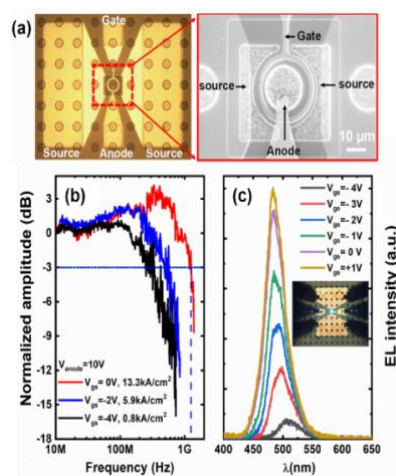 (a)
Gate
Source Anode Source
Gate
source
source
Anode
10 μm
(b)
Normalized amplitude (dB)
6
3
0
-3
-6
-9
-12
-15
-18
V_anode=10V
V_gs= 0V, 13.3kA/cm²
V_gs=-2V, 5.9kA/cm²
V_gs=-4V, 0.8kA/cm²
10M 100M 1G
Frequency (Hz)
(c)
EL intensity (a.u.)
V_gs=-4V
V_gs=-3V
V_gs=-2V
V_gs=-1V
V_gs= 0 V
V_gs=+1V
400 450 500 550 600 650
λ(nm)